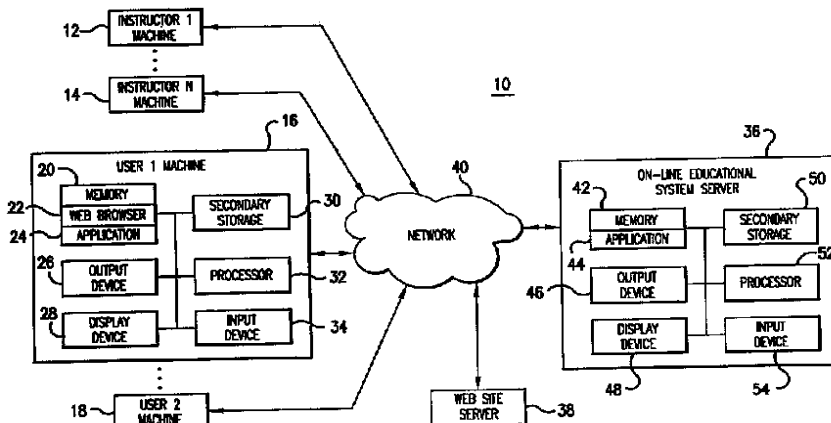 INSTRUCTOR 1
MACHINE
12
INSTRUCTOR N
MACHINE
14
10
16
USER 1 MACHINE
20
MEMORY
22
WEB BROWSER
24
APPLICATION
SECONDARY
STORAGE
30
26
OUTPUT
DEVICE
PROCESSOR
32
28
DISPLAY
DEVICE
INPUT
DEVICE
34
40
NETWORK
36
ON-LINE EDUCATIONAL
SYSTEM SERVER
42
MEMORY
APPLICATION
44
50
SECONDARY
STORAGE
46
OUTPUT
DEVICE
52
PROCESSOR
DISPLAY
DEVICE
48
INPUT
DEVICE
54
18
USER 2
MACHINE
WEB SITE
SERVER
38